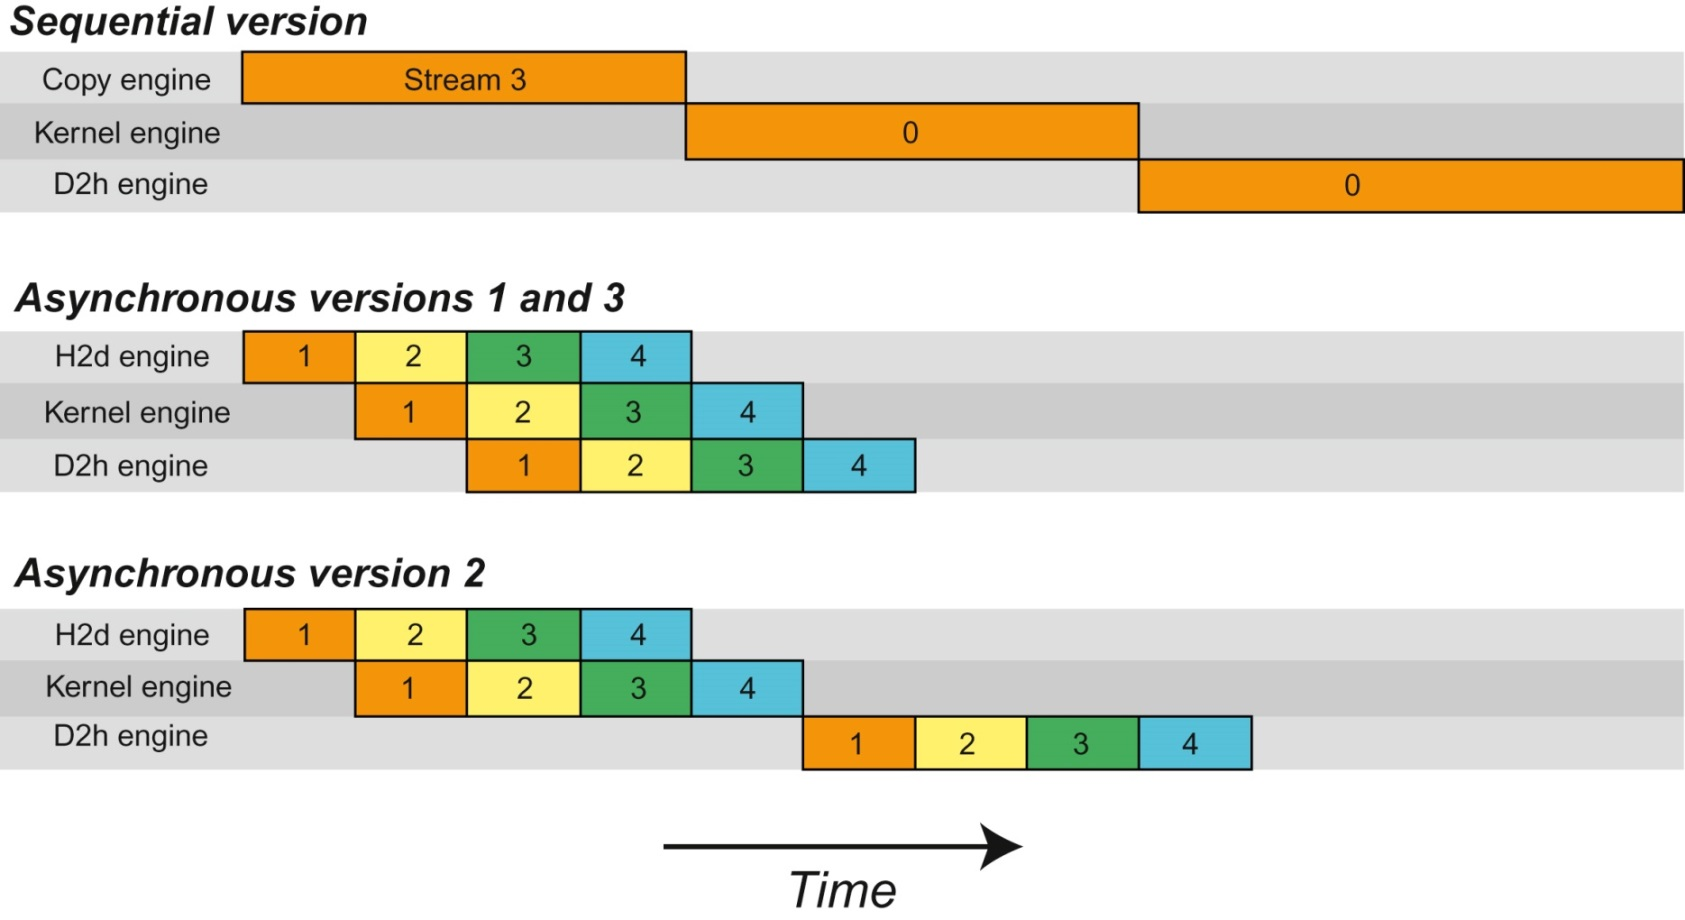 Sequential version
Copy engine Stream 3
Kernel engine 0
D2h engine 0
Asynchronous versions 1 and 3
H2d engine 1 2 3 4
Kernel engine 1 2 3 4
D2h engine 1 2 3 4
Asynchronous version 2
H2d engine 1 2 3 4
Kernel engine 1 2 3 4
D2h engine 1 2 3 4
Time